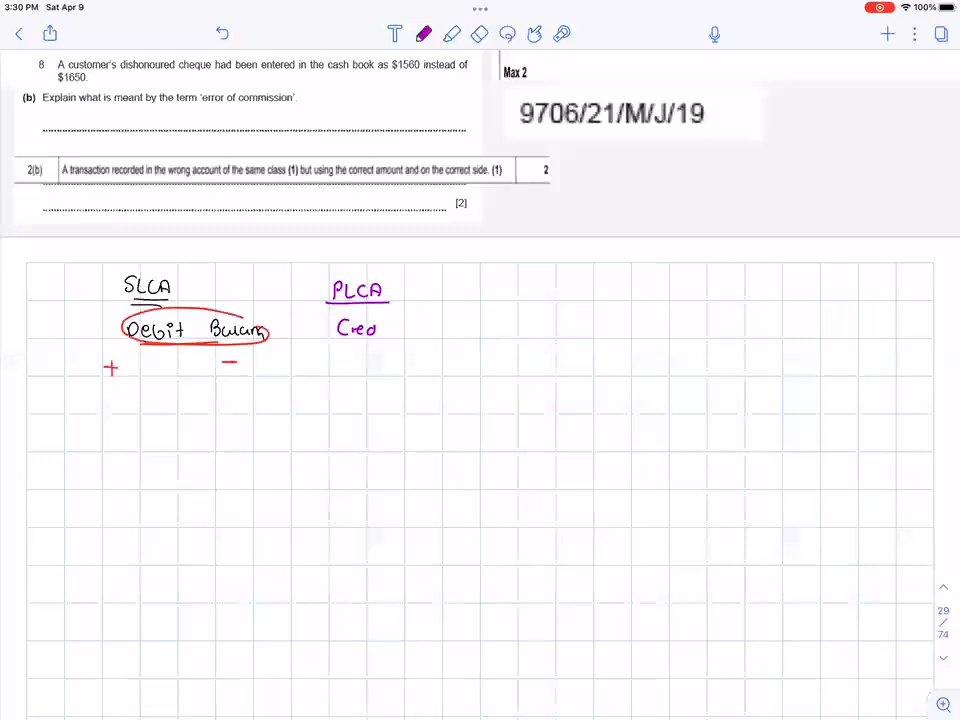 3:30 PM Sat Apr 9
100%
8 A customer's dishonoured cheque had been entered in the cash book as $1560 instead of
$1650.
Max 2
9706/21/M/J/19
(b) Explain what is meant by the term 'error of commission'.
2(b) A transaction recorded in the wrong account of the same class (1) but using the correct amount and on the correct side. (1) 2
[2]
SLCA PLCA
Debit Cred
+ −
29
/
74